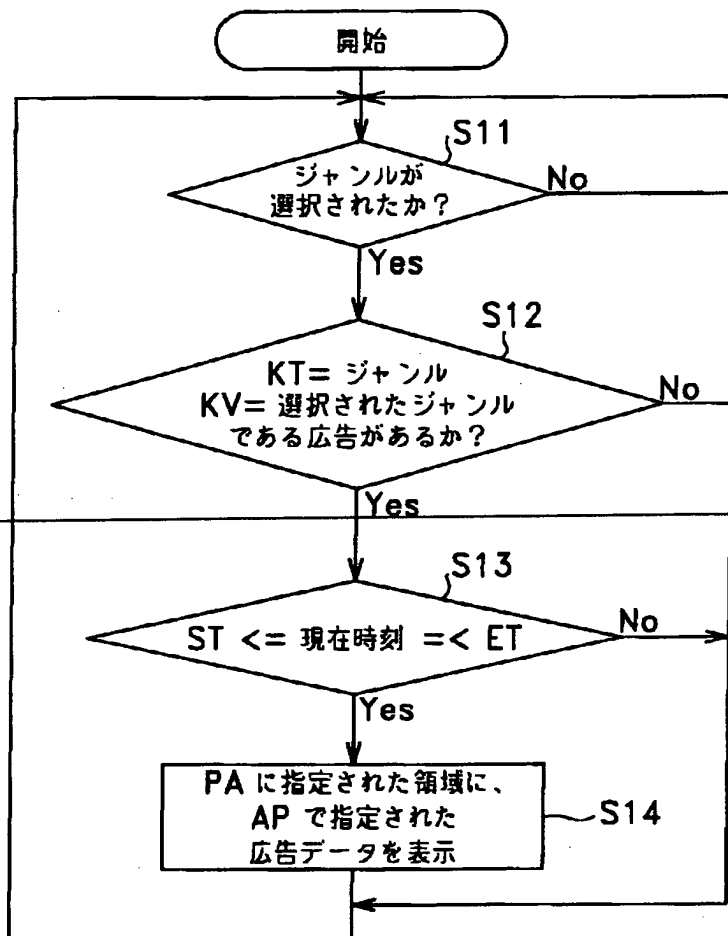 開始
S11
ジャンルが
選択されたか？
No
Yes
S12
KT= ジャンル
KV= 選択されたジャンル
である広告があるか？
No
Yes
S13
ST <= 現在時刻 =< ET
No
Yes
PA に指定された領域に、
AP で指定された
広告データを表示
S14